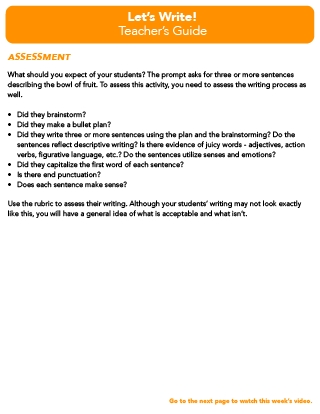 Let's Write!
Teacher's Guide
ASSESSMENT
What should you expect of your students? The prompt asks for three or more sentences
describing the bowl of fruit. To assess this activity, you need to assess the writing process as
well.
• Did they brainstorm?
• Did they make a bullet plan?
• Did they write three or more sentences using the plan and the brainstorming? Do the
sentences reflect descriptive writing? Is there evidence of juicy words - adjectives, action
verbs, figurative language, etc.? Do the sentences utilize senses and emotions?
• Did they capitalize the first word of each sentence?
• Is there end punctuation?
• Does each sentence make sense?
Use the rubric to assess their writing. Although your students' writing may not look exactly
like this, you will have a general idea of what is acceptable and what isn't.
Go to the next page to watch this week's video.